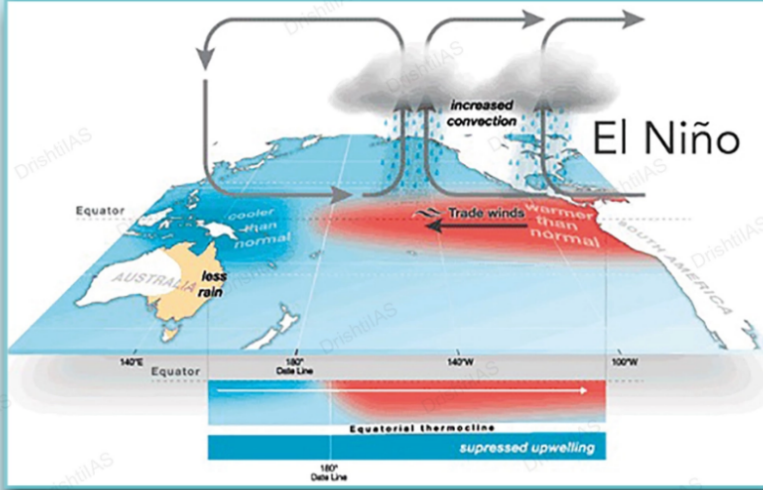 DrishtiIAS
increased
convection
El Niño
Equator
cooler
than
normal
Trade winds
warmer
than
normal
AUSTRALIA
less
rain
SOUTH AMERICA
140°E
180°
Date Line
140°W
100°W
Equator
Equatorial thermocline
supressed upwelling
180°
Date Line